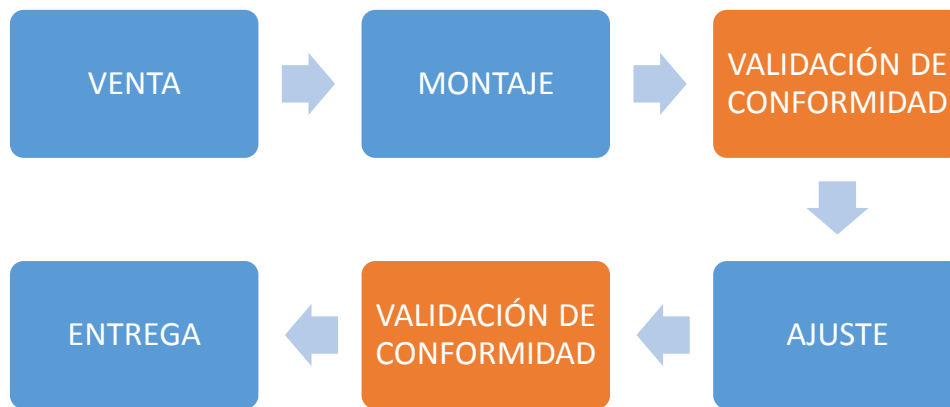 VENTA
MONTAJE
VALIDACIÓN DE
CONFORMIDAD
AJUSTE
VALIDACIÓN DE
CONFORMIDAD
ENTREGA